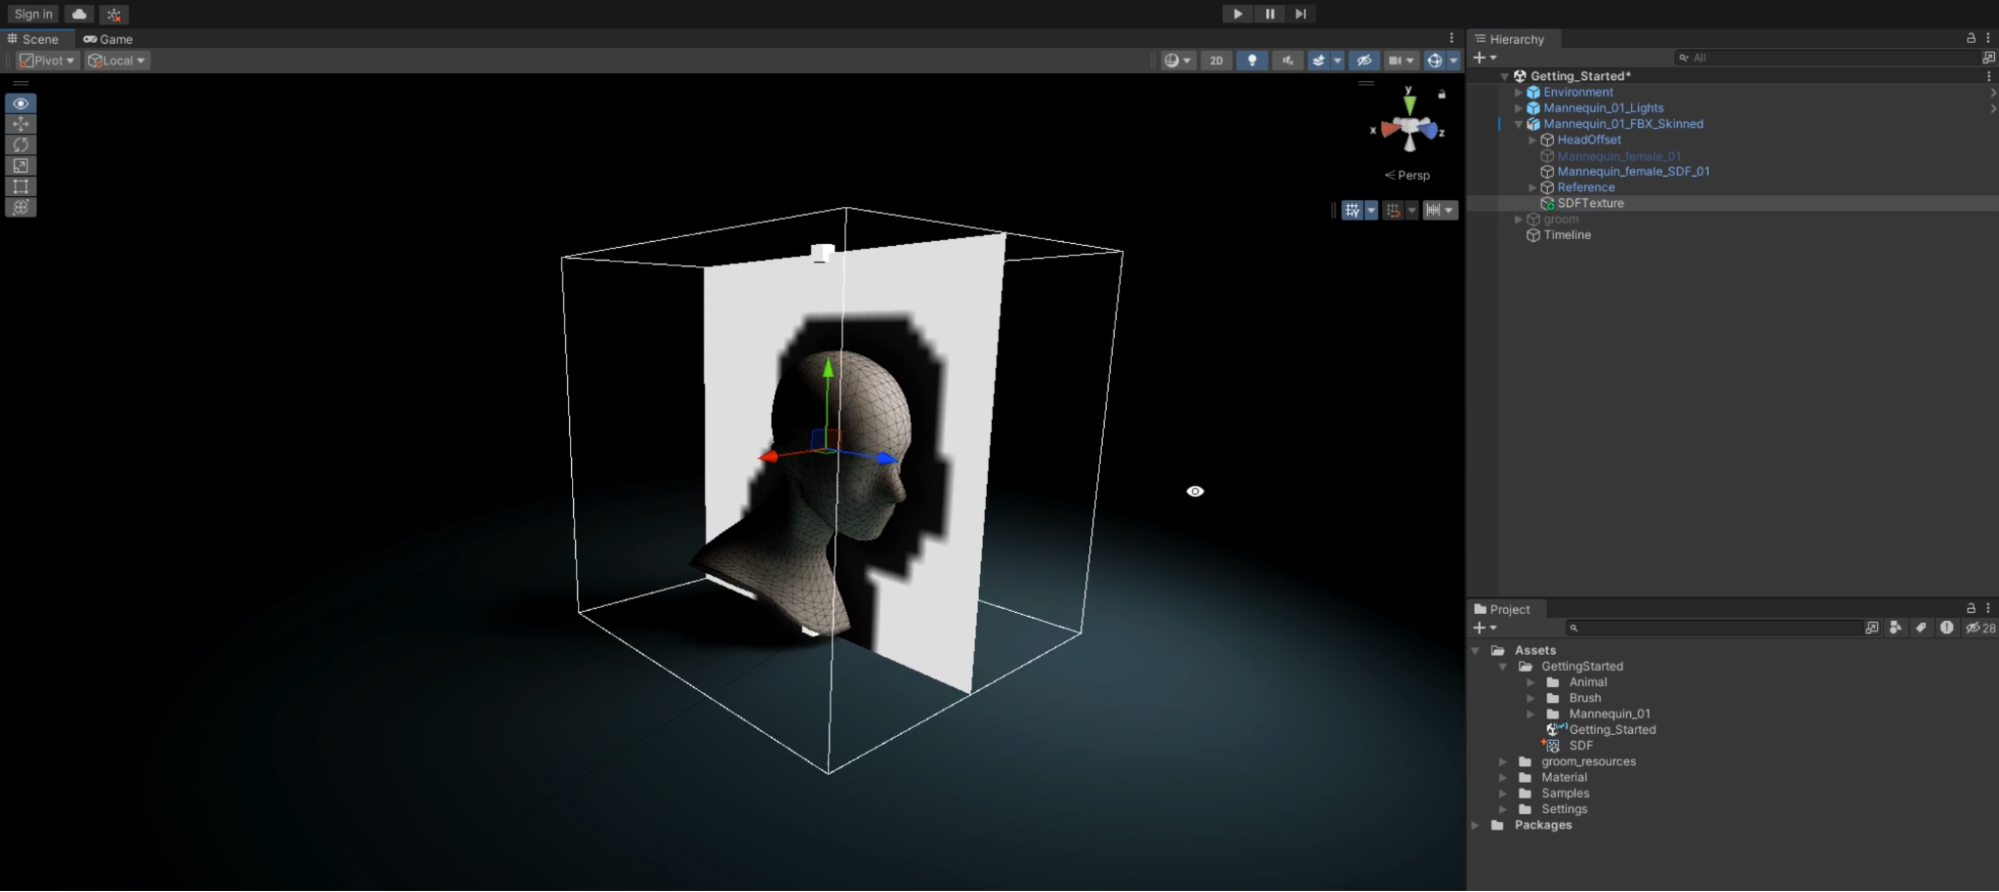 Sign in
Scene
Game
Pivot
Local
2D
y
x
z
Persp
Hierarchy
All
Getting_Started*
Environment
Mannequin_01_Lights
Mannequin_01_FBX_Skinned
HeadOffset
Mannequin_female_01
Mannequin_female_SDF_01
Reference
SDFTexture
groom
Timeline
Project
28
Assets
GettingStarted
Animal
Brush
Mannequin_01
Getting_Started
SDF
groom_resources
Material
Samples
Settings
Packages